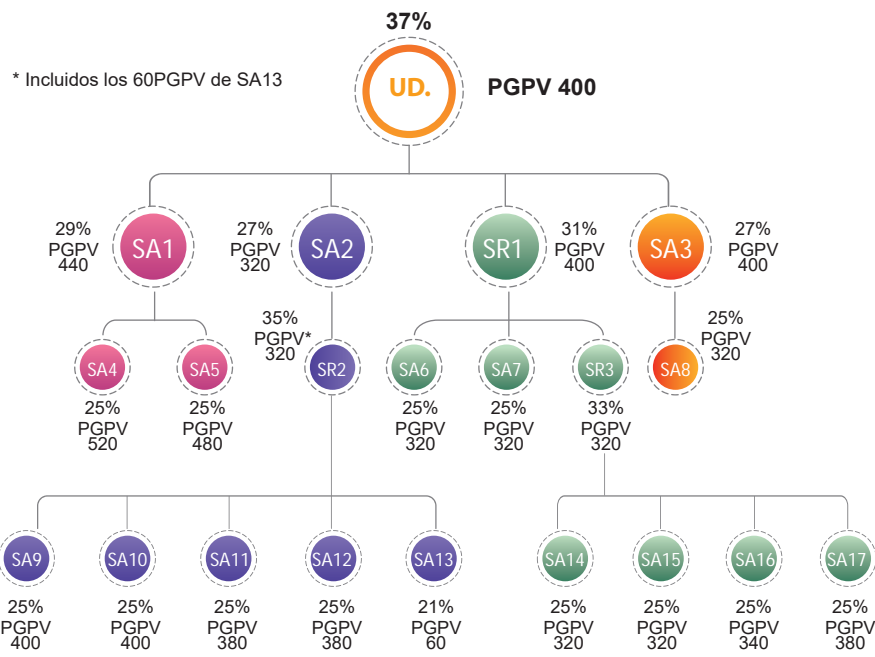 37%
* Incluidos los 60PGPV de SA13
UD.
PGPV 400
29%
PGPV
440
SA1
27%
PGPV
320
SA2
SR1
31%
PGPV
400
SA3
27%
PGPV
400
35%
PGPV*
320
25%
PGPV
320
SA4
SA5
SR2
SA6
SA7
SR3
SA8
25%
PGPV
520
25%
PGPV
480
25%
PGPV
320
25%
PGPV
320
33%
PGPV
320
SA9
SA10
SA11
SA12
SA13
SA14
SA15
SA16
SA17
25%
PGPV
400
25%
PGPV
400
25%
PGPV
380
25%
PGPV
380
21%
PGPV
60
25%
PGPV
320
25%
PGPV
320
25%
PGPV
340
25%
PGPV
380